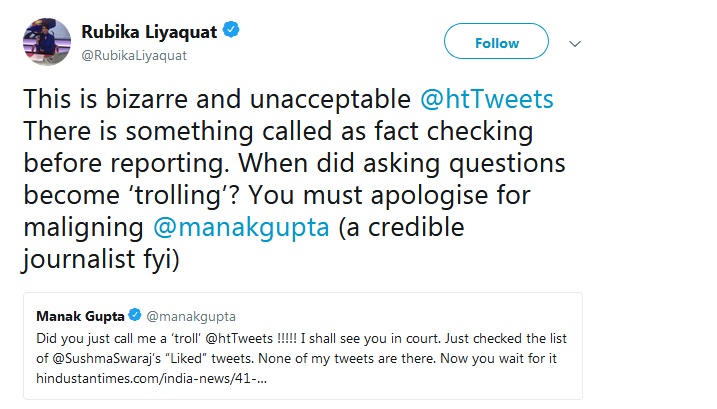 Rubika Liyaquat
@RubikaLiyaquat
Follow
This is bizarre and unacceptable @htTweets
There is something called as fact checking
before reporting. When did asking questions
become ‘trolling’? You must apologise for
maligning @manakgupta (a credible
journalist fyi)
Manak Gupta @manakgupta
Did you just call me a ‘troll’ @htTweets !!!!! I shall see you in court. Just checked the list
of @SushmaSwaraj’s “Liked” tweets. None of my tweets are there. Now you wait for it
hindustantimes.com/india-news/41-...